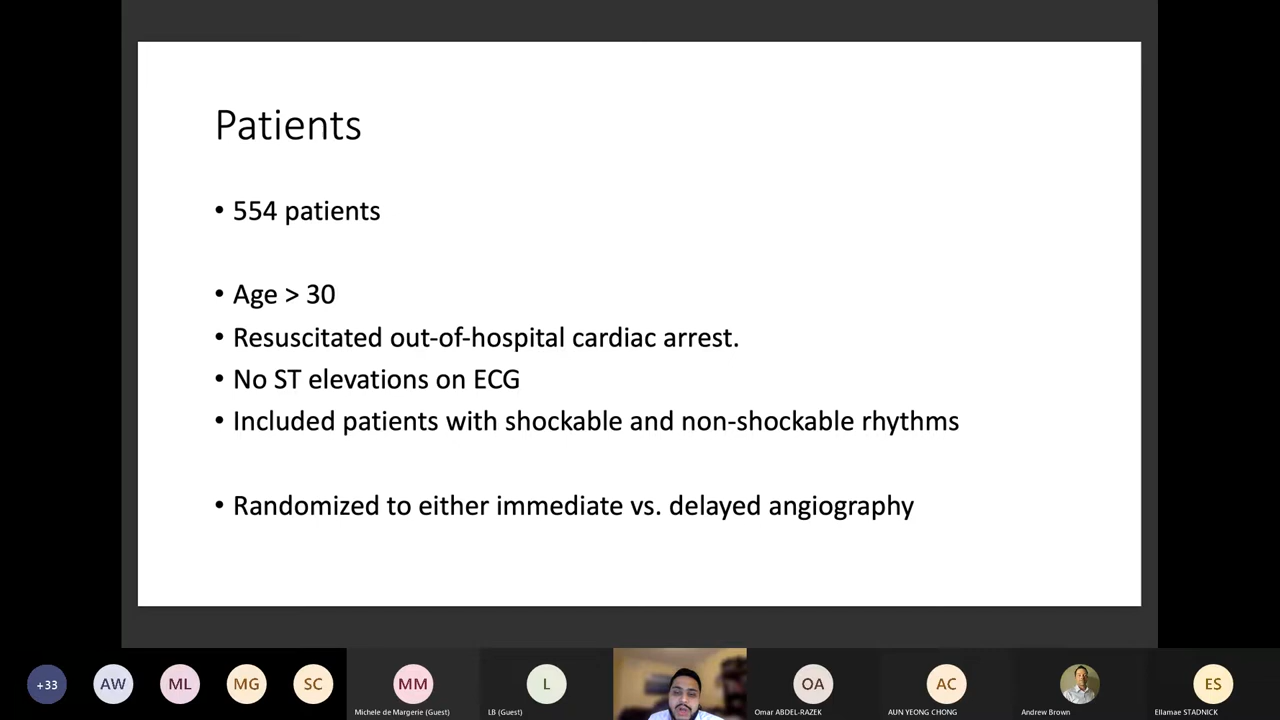 Patients
• 554 patients
• Age > 30
• Resuscitated out-of-hospital cardiac arrest.
• No ST elevations on ECG
• Included patients with shockable and non-shockable rhythms
• Randomized to either immediate vs. delayed angiography
+33
AW
ML
MG
SC
MM
L
OA
AC
ES
Michele de Margerie (Guest)
LB (Guest)
Omar ABDEL-RAZEK
AUN YEONG CHONG
Andrew Brown
Ellamae STADNICK